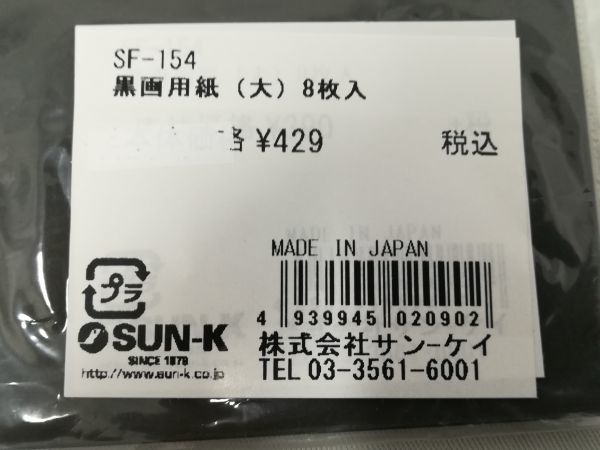 SF-154
黒画用紙（大）8枚入
格 ¥429 税込
MADE IN JAPAN
プラ
4 939945 020902
SUN-K
SINCE 1978
株式会社サン-ケイ
http://www.sun-k.co.jp
TEL 03-3561-6001